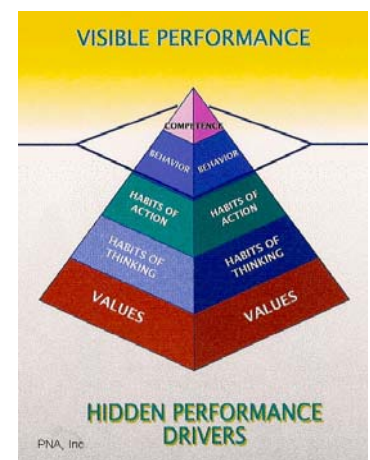 VISIBLE PERFORMANCE
COMPETENCE
BEHAVIOR
BEHAVIOR
HABITS OF
ACTION
HABITS OF
ACTION
HABITS OF
THINKING
HABITS OF
THINKING
VALUES
VALUES
HIDDEN PERFORMANCE
DRIVERS
PNA, Inc